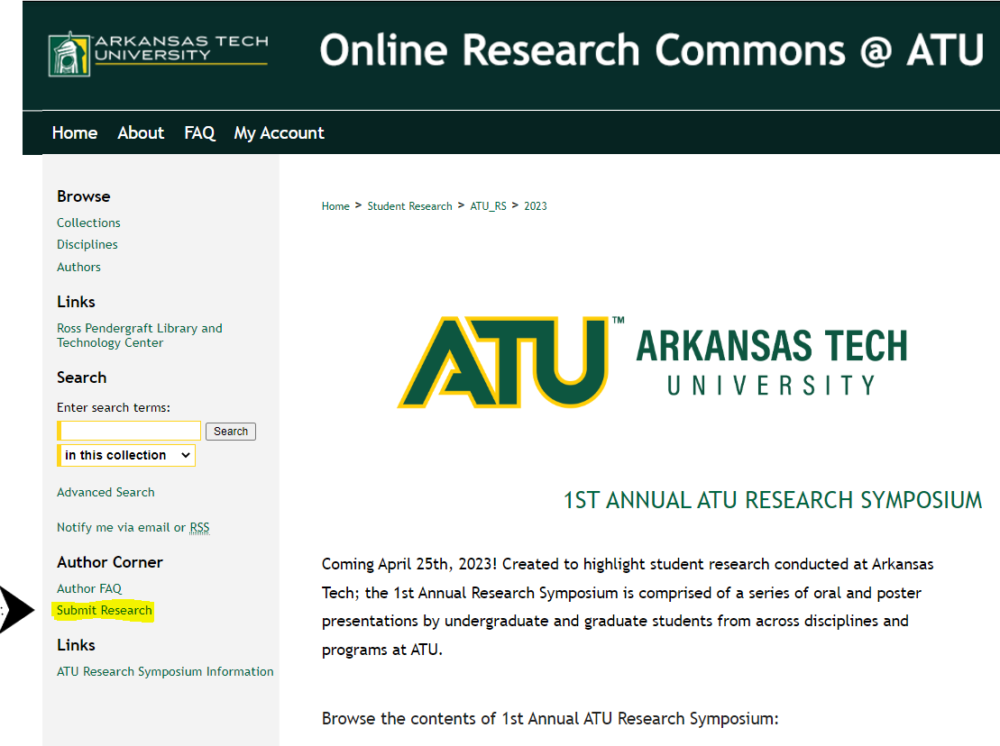 ARKANSAS TECH
UNIVERSITY
Online Research Commons @ ATU
Home About FAQ My Account
Browse
Collections
Disciplines
Authors
Links
Ross Pendergraft Library and
Technology Center
Search
Enter search terms:
Search
in this collection
Advanced Search
Notify me via email or RSS
Author Corner
Author FAQ
Submit Research
Links
ATU Research Symposium Information
Home > Student Research > ATU_RS > 2023
ATU™ ARKANSAS TECH
UNIVERSITY
1ST ANNUAL ATU RESEARCH SYMPOSIUM
Coming April 25th, 2023! Created to highlight student research conducted at Arkansas
Tech; the 1st Annual Research Symposium is comprised of a series of oral and poster
presentations by undergraduate and graduate students from across disciplines and
programs at ATU.
Browse the contents of 1st Annual ATU Research Symposium: